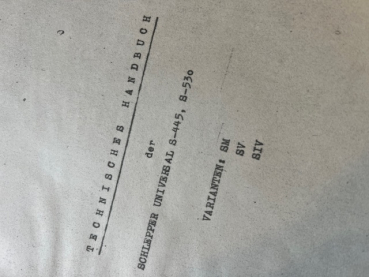 TECHNISCHES HANDBUCH
der
SCHLEPPER UNIVERSAL S-445, S-530
VARIANTEN: SM
SV
SIV